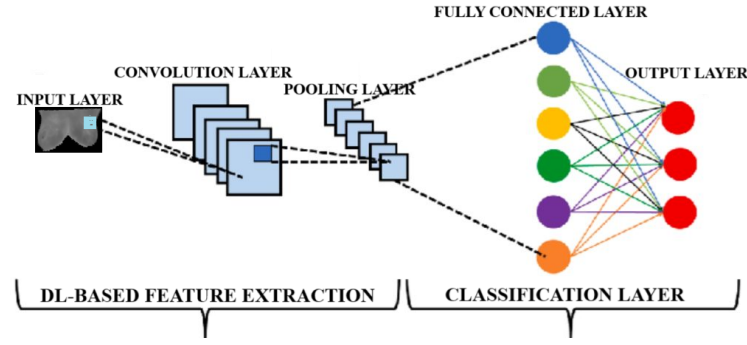 FULLY CONNECTED LAYER
CONVOLUTION LAYER
POOLING LAYER
OUTPUT LAYER
INPUT LAYER
DL-BASED FEATURE EXTRACTION
CLASSIFICATION LAYER